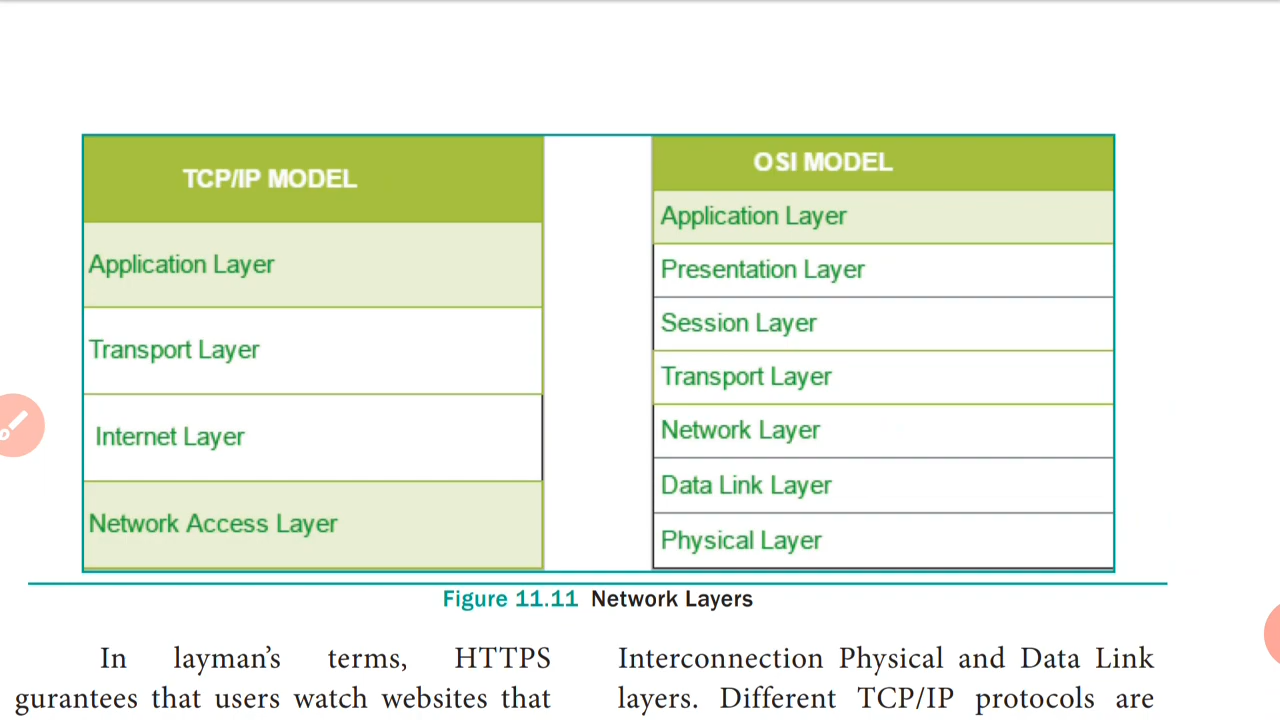 TCP/IP MODEL
Application Layer
Transport Layer
Internet Layer
Network Access Layer
OSI MODEL
Application Layer
Presentation Layer
Session Layer
Transport Layer
Network Layer
Data Link Layer
Physical Layer
Figure 11.11 Network Layers
In layman’s terms, HTTPS
gurantees that users watch websites that
Interconnection Physical and Data Link
layers. Different TCP/IP protocols are